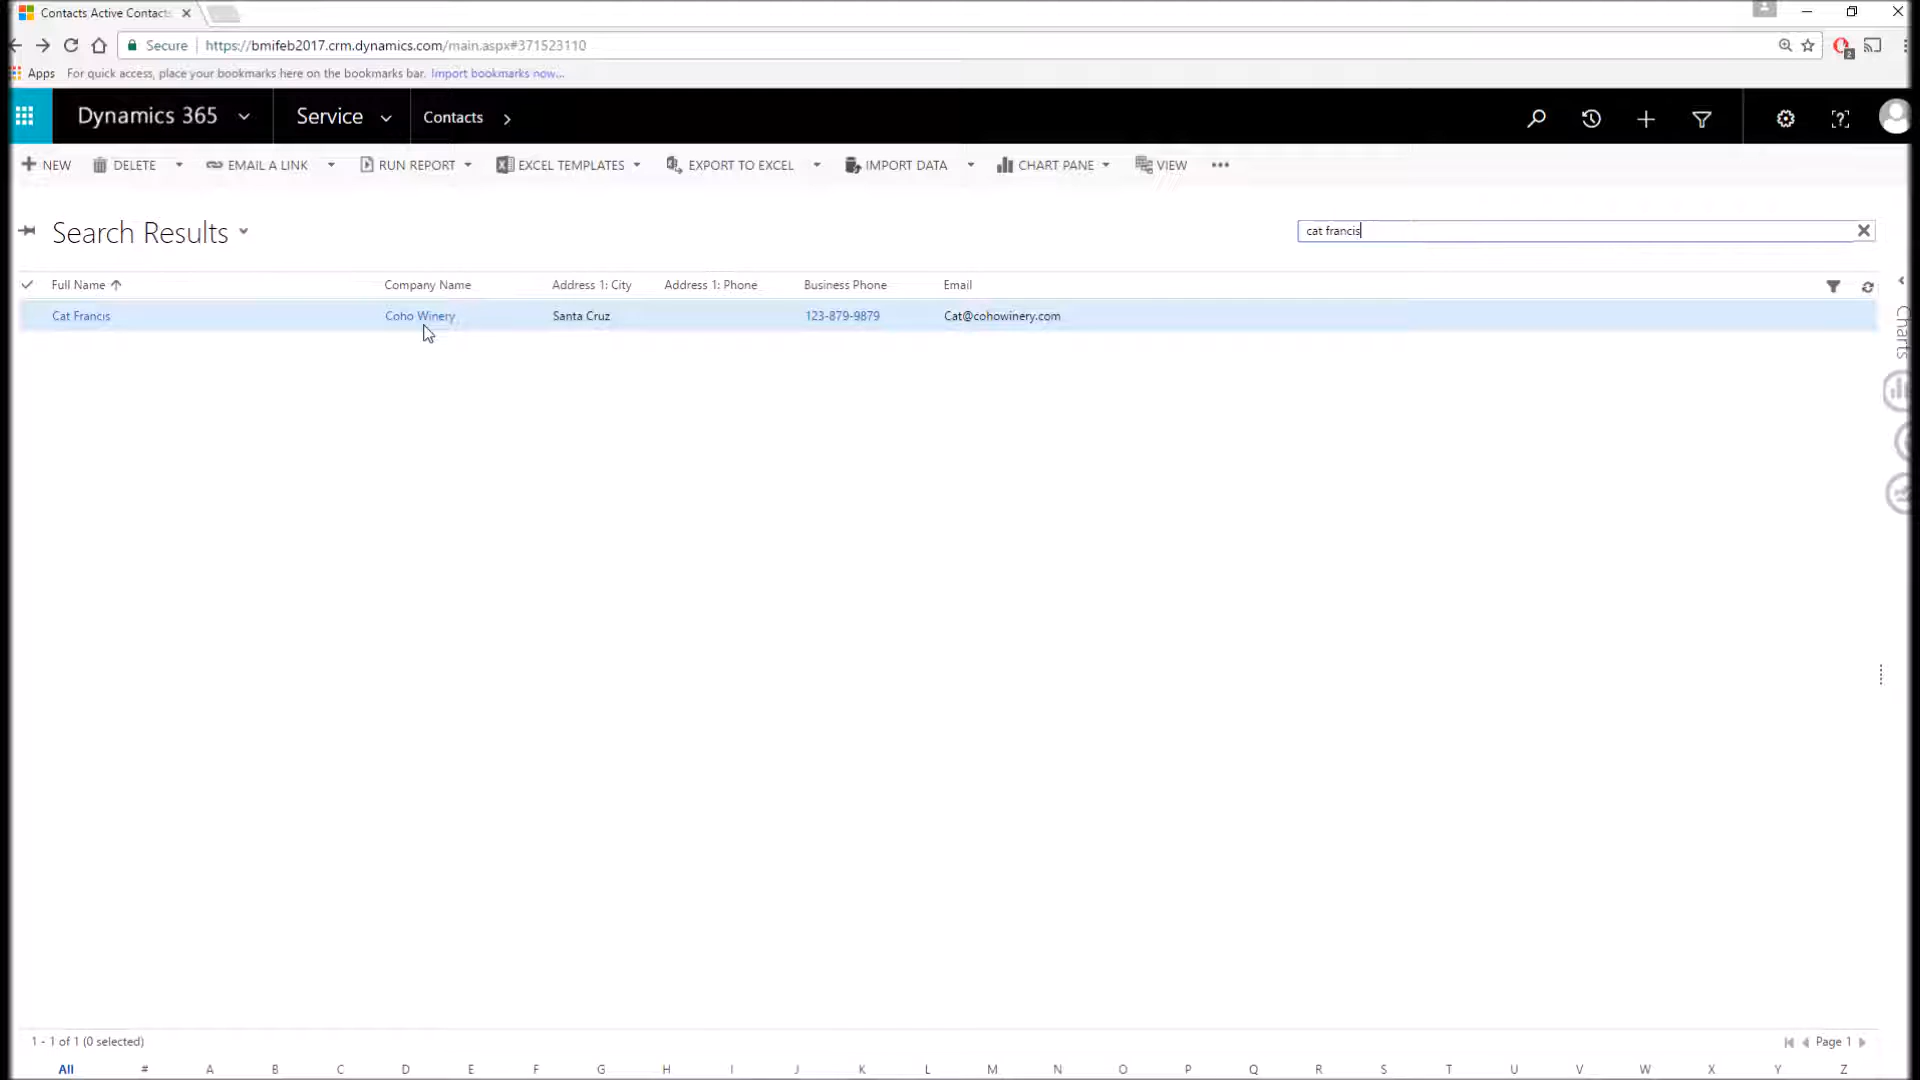 Contacts Active Contacts
Secure https://bmifeb2017.crm.dynamics.com/main.aspx#371523110
Apps For quick access, place your bookmarks here on the bookmarks bar. Import bookmarks now...
2
Dynamics 365 Service Contacts
NEW DELETE EMAIL A LINK RUN REPORT EXCEL TEMPLATES EXPORT TO EXCEL IMPORT DATA CHART PANE VIEW
Search Results
cat francis
Full Name Company Name Address 1: City Address 1: Phone Business Phone Email
Cat Francis Coho Winery Santa Cruz 123-879-9879 Cat@cohowinery.com
Charts
1 - 1 of 1 (0 selected) Page 1
All # A B C D E F G H I J K L M N O P Q R S T U V W X Y Z